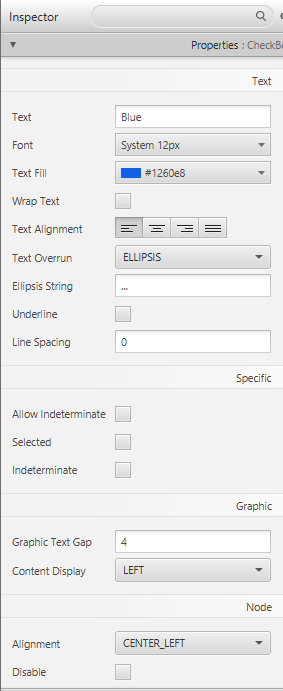 Inspector
Properties : CheckBo
Text
Text Blue
Font System 12px
Text Fill #1260e8
Wrap Text
Text Alignment
Text Overrun ELLIPSIS
Ellipsis String ...
Underline
Line Spacing 0
Specific
Allow Indeterminate
Selected
Indeterminate
Graphic
Graphic Text Gap 4
Content Display LEFT
Node
Alignment CENTER_LEFT
Disable